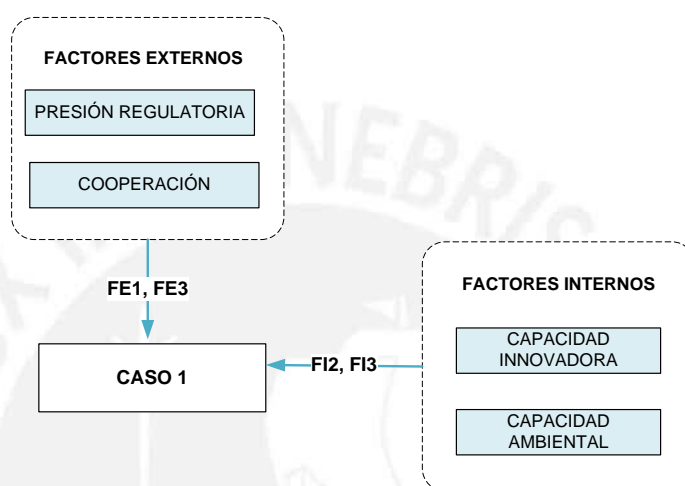 FACTORES EXTERNOS
PRESIÓN REGULATORIA
COOPERACIÓN
FE1, FE3
FACTORES INTERNOS
CAPACIDAD
INNOVADORA
FI2, FI3
CASO 1
CAPACIDAD
AMBIENTAL